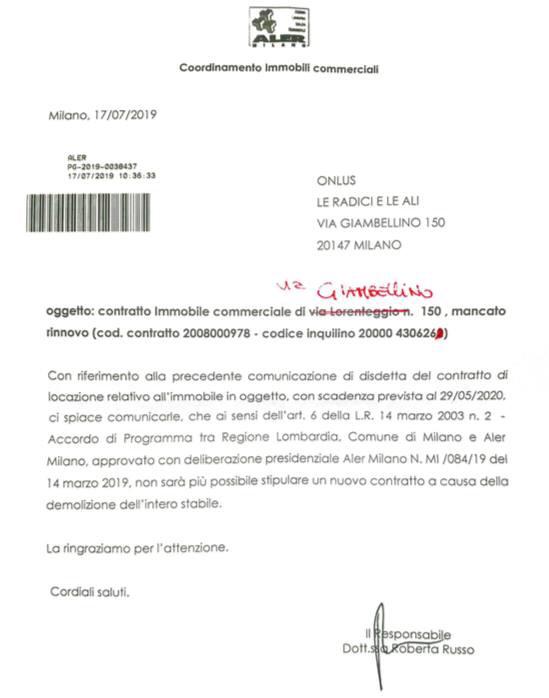 ALER
MILANO
Coordinamento Immobili commerciali
Milano, 17/07/2019
ALER
PG-2019-0038437
17/07/2019 10:36:33
ONLUS
LE RADICI E LE ALI
VIA GIAMBELLINO 150
20147 MILANO
via GIAMBELLINO
oggetto: contratto Immobile commerciale di via Lorenteggio n. 150 , mancato
rinnovo (cod. contratto 2008000978 - codice inquilino 20000 430626)
Con riferimento alla precedente comunicazione di disdetta del contratto di
locazione relativo all'immobile in oggetto, con scadenza prevista al 29/05/2020,
ci spiace comunicarle, che ai sensi dell'art. 6 della L.R. 14 marzo 2003 n. 2 -
Accordo di Programma tra Regione Lombardia, Comune di Milano e Aler
Milano, approvato con deliberazione presidenziale Aler Milano N. MI /084/19 del
14 marzo 2019, non sarà più possibile stipulare un nuovo contratto a causa della
demolizione dell'intero stabile.
La ringraziamo per l'attenzione.
Cordiali saluti.
Il Responsabile
Dott.ssa Roberta Russo